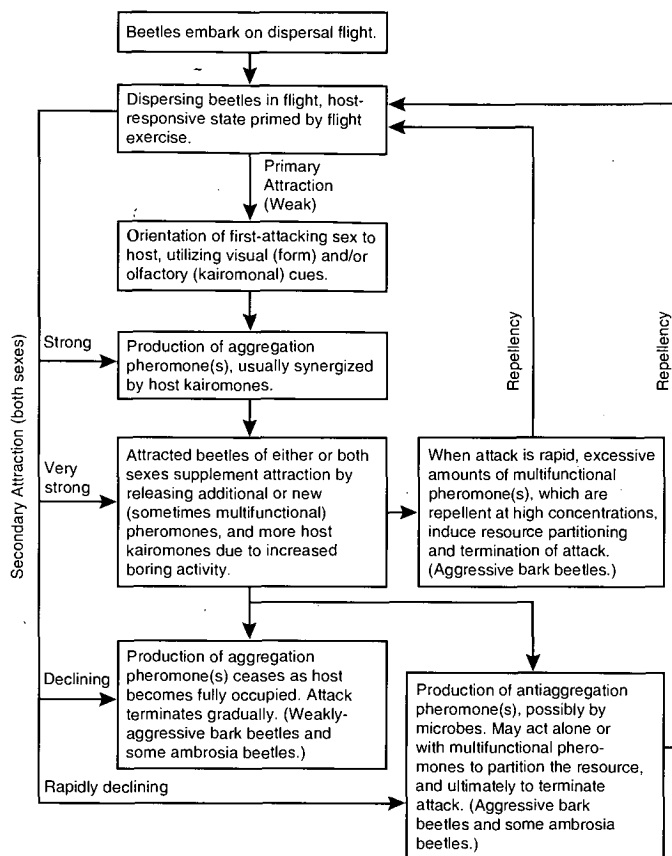 Beetles embark on dispersal flight.
Dispersing beetles in flight, host-
responsive state primed by flight
exercise.
Primary
Attraction
(Weak)
Orientation of first-attacking sex to
host, utilizing visual (form) and/or
olfactory (kairomonal) cues.
Secondary Attraction (both sexes)
Strong
Production of aggregation
pheromone(s), usually synergized
by host kairomones.
Repellency
Repellency
Very
strong
Attracted beetles of either or both
sexes supplement attraction by
releasing additional or new
(sometimes multifunctional)
pheromones, and more host
kairomones due to increased
boring activity.
When attack is rapid, excessive
amounts of multifunctional
pheromone(s), which are
repellent at high concentrations,
induce resource partitioning
and termination of attack.
(Aggressive bark beetles.)
Declining
Production of aggregation
pheromone(s) ceases as host
becomes fully occupied. Attack
terminates gradually. (Weakly-
aggressive bark beetles and
some ambrosia beetles.)
Rapidly declining
Production of antiaggregation
pheromone(s), possibly by
microbes. May act alone or
with multifunctional phero-
mones to partition the resource,
and ultimately to terminate
attack. (Aggressive bark
beetles and some ambrosia
beetles.)